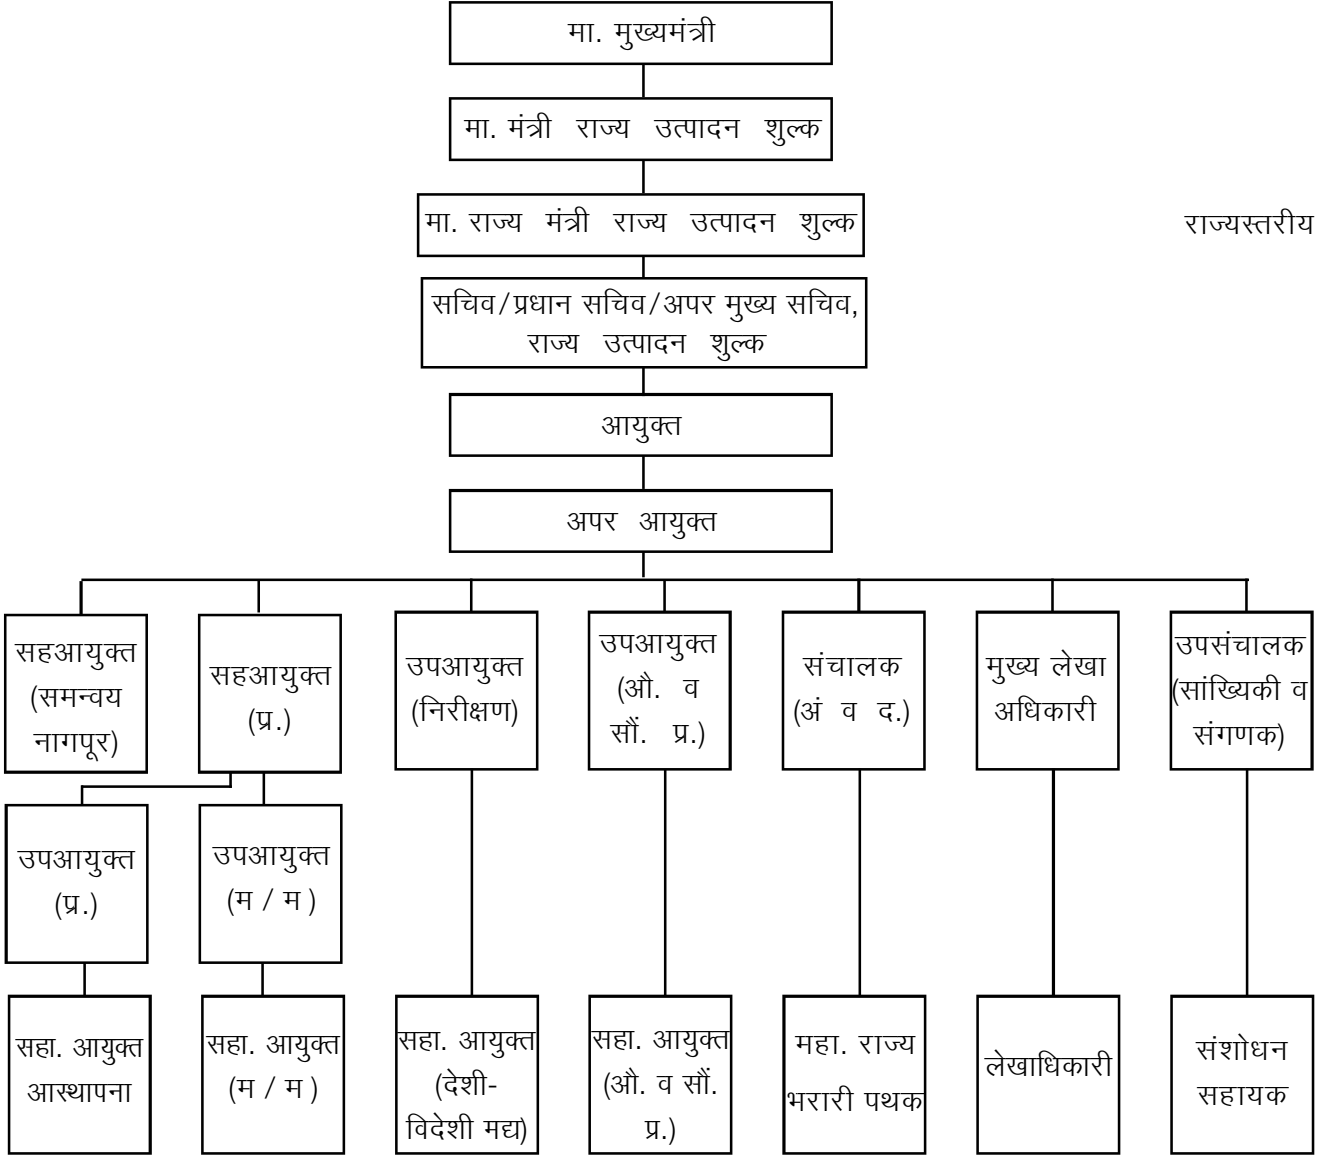 मा. मुख्यमंत्री
मा. मंत्री राज्य उत्पादन शुल्क
मा. राज्य मंत्री राज्य उत्पादन शुल्क
राज्यस्तरीय
सचिव/प्रधान सचिव/अपर मुख्य सचिव,
राज्य उत्पादन शुल्क
आयुक्त
अपर आयुक्त
सहआयुक्त
(समन्वय
नागपूर)
सहआयुक्त
(प्र.)
उपआयुक्त
(निरीक्षण)
उपआयुक्त
(औ. व
सौं. प्र.)
संचालक
(अं व द.)
मुख्य लेखा
अधिकारी
उपसंचालक
(सांख्यिकी व
संगणक)
उपआयुक्त
(प्र.)
उपआयुक्त
(म / म )
सहा. आयुक्त
आस्थापना
सहा. आयुक्त
(म / म )
सहा. आयुक्त
(देशी-
विदेशी मद्य)
सहा. आयुक्त
(औ. व सौं.
प्र.)
महा. राज्य
भरारी पथक
लेखाधिकारी
संशोधन
सहायक